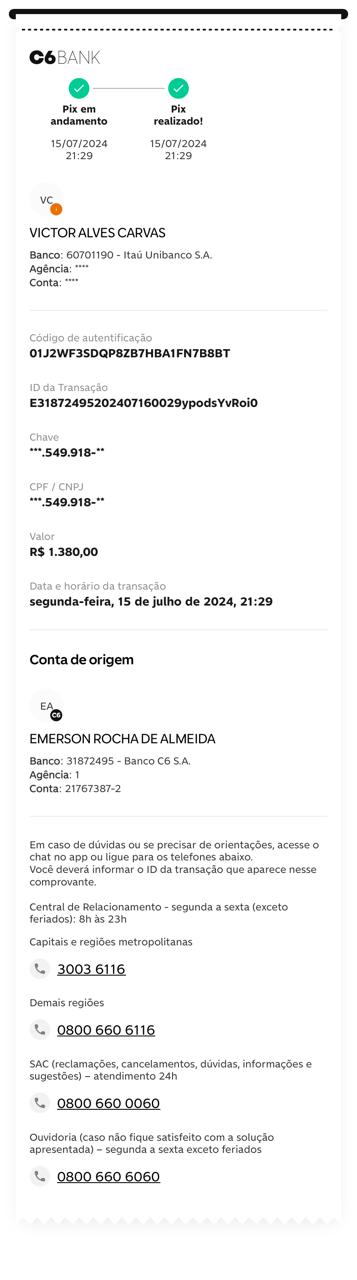 C6BANK
Pix em andamento
15/07/2024
21:29
Pix realizado!
15/07/2024
21:29
VC
VICTOR ALVES CARVAS
Banco: 60701190 - Itaú Unibanco S.A.
Agência: ****
Conta: ****
Código de autentificação
01J2WF3SDQP8ZB7HBA1FN7B8BT
ID da Transação
E31872495202407160029ypodsYvRoi0
Chave
***.549.918-**
CPF / CNPJ
***.549.918-**
Valor
R$ 1.380,00
Data e horário da transação
segunda-feira, 15 de julho de 2024, 21:29
Conta de origem
EA
C6
EMERSON ROCHA DE ALMEIDA
Banco: 31872495 - Banco C6 S.A.
Agência: 1
Conta: 21767387-2
Em caso de dúvidas ou se precisar de orientações, acesse o
chat no app ou ligue para os telefones abaixo.
Você deverá informar o ID da transação que aparece nesse
comprovante.
Central de Relacionamento - segunda a sexta (exceto
feriados): 8h às 23h
Capitais e regiões metropolitanas
3003 6116
Demais regiões
0800 660 6116
SAC (reclamações, cancelamentos, dúvidas, informações e
sugestões) – atendimento 24h
0800 660 0060
Ouvidoria (caso não fique satisfeito com a solução
apresentada) – segunda a sexta exceto feriados
0800 660 6060